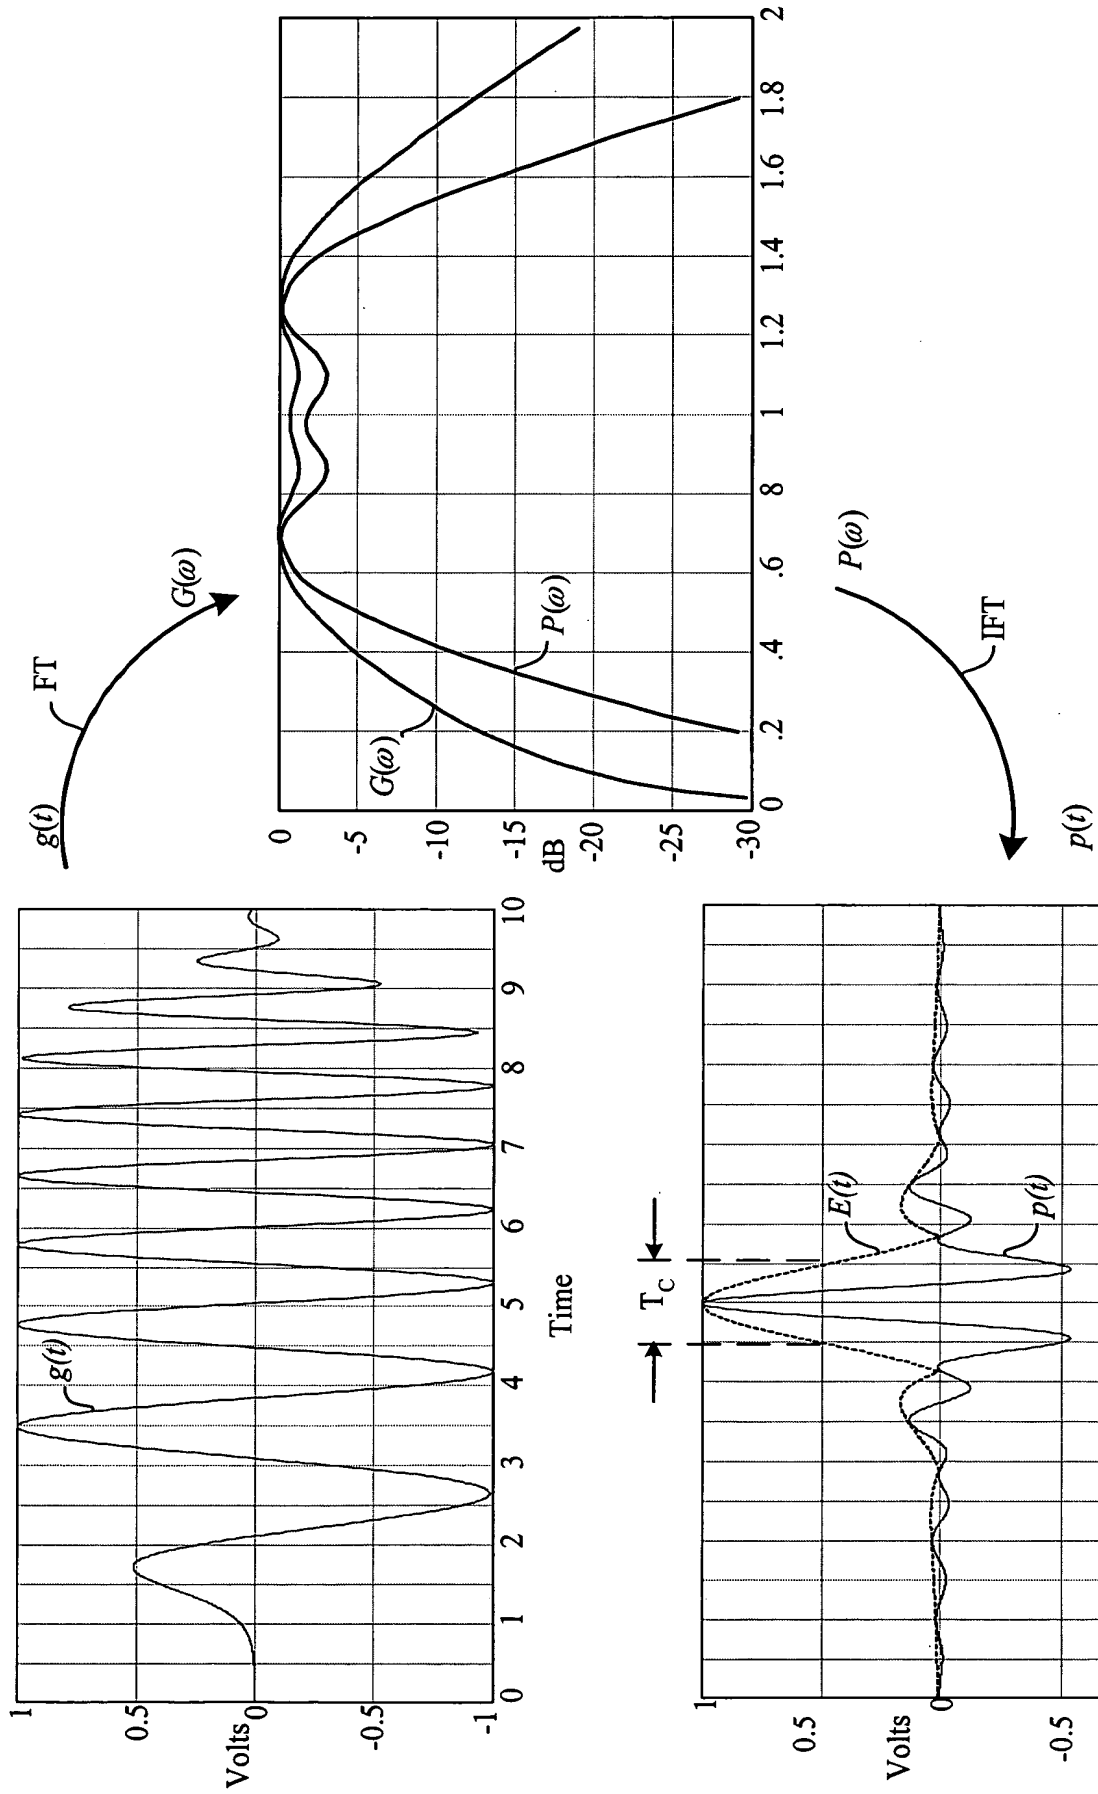 g(t)
FT
G(ω)
1
0.5
Volts 0
-0.5
-1
g(t)
0 1 2 3 4 5 6 7 8 9 10
Time
0
-5
-10
-15
dB
-20
-25
-30
G(ω)
P(ω)
0 .2 .4 .6 .8 1 1.2 1.4 1.6 1.8 2
P(ω)
IFT
p(t)
1
0.5
Volts 0
-0.5
T_C
E(t)
p(t)